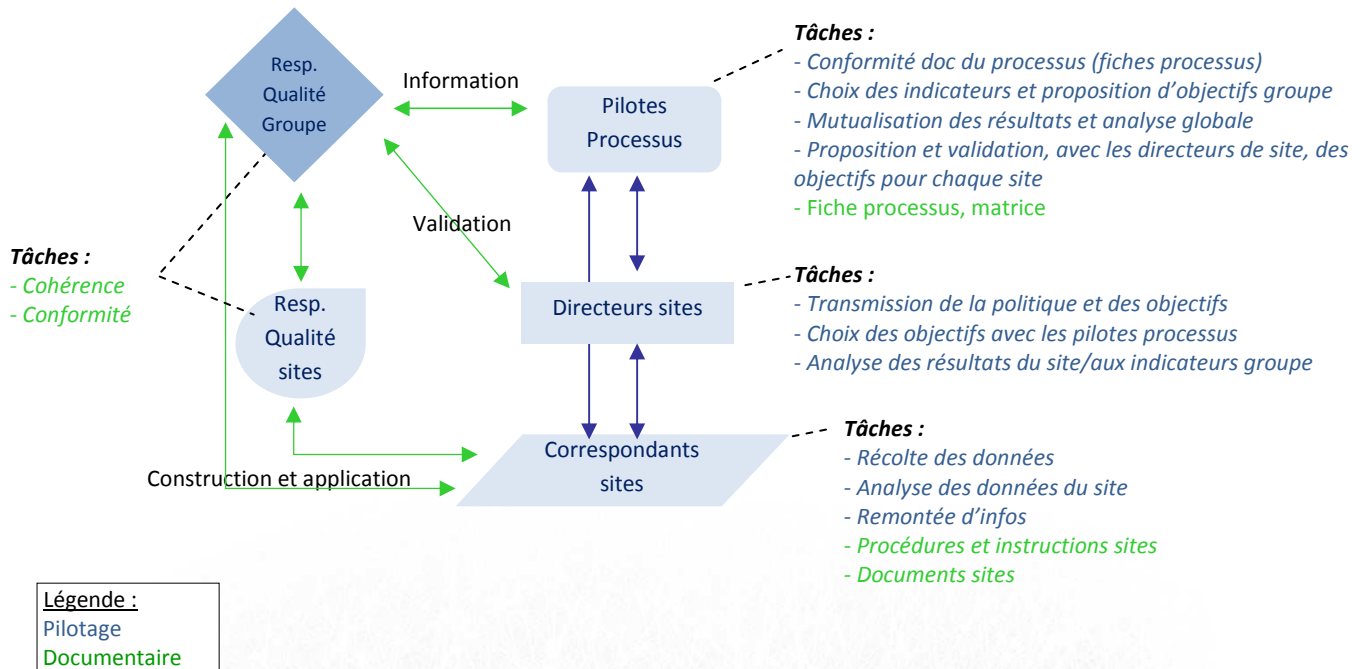 Resp.
Qualité
Groupe
Information
Pilotes
Processus
Tâches :
- Conformité doc du processus (fiches processus)
- Choix des indicateurs et proposition d’objectifs groupe
- Mutualisation des résultats et analyse globale
- Proposition et validation, avec les directeurs de site, des
objectifs pour chaque site
- Fiche processus, matrice
Validation
Tâches :
- Cohérence
- Conformité
Resp.
Qualité
sites
Directeurs sites
Tâches :
- Transmission de la politique et des objectifs
- Choix des objectifs avec les pilotes processus
- Analyse des résultats du site/aux indicateurs groupe
Construction et application
Correspondants
sites
Tâches :
- Récolte des données
- Analyse des données du site
- Remontée d’infos
- Procédures et instructions sites
- Documents sites
Légende :
Pilotage
Documentaire